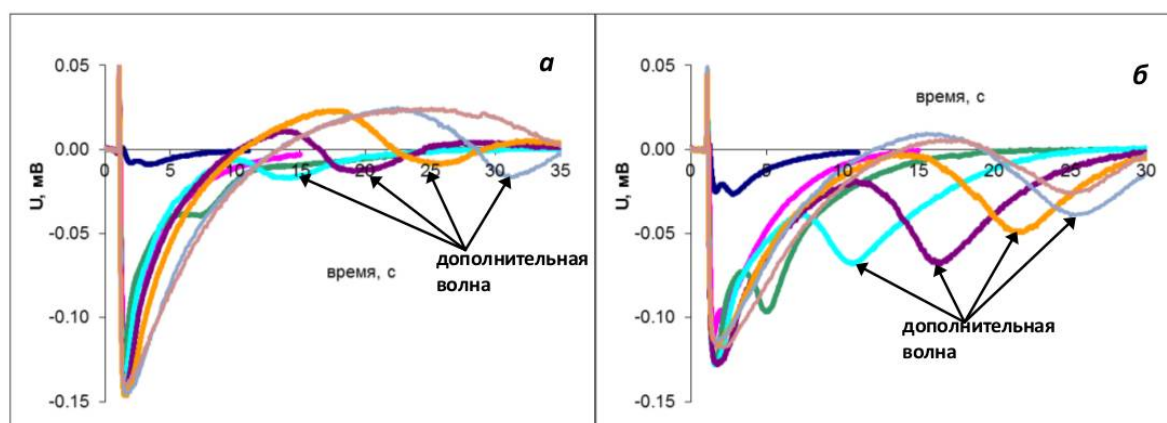 а
0.05
0.00
-0.05
-0.10
-0.15
0 5 10 15 20 25 30 35
U, мВ
дополнительная
волна
время, с
б
0.05
время, с
0.00
-0.05
-0.10
-0.15
0 5 10 15 20 25 30
U, мВ
дополнительная
волна